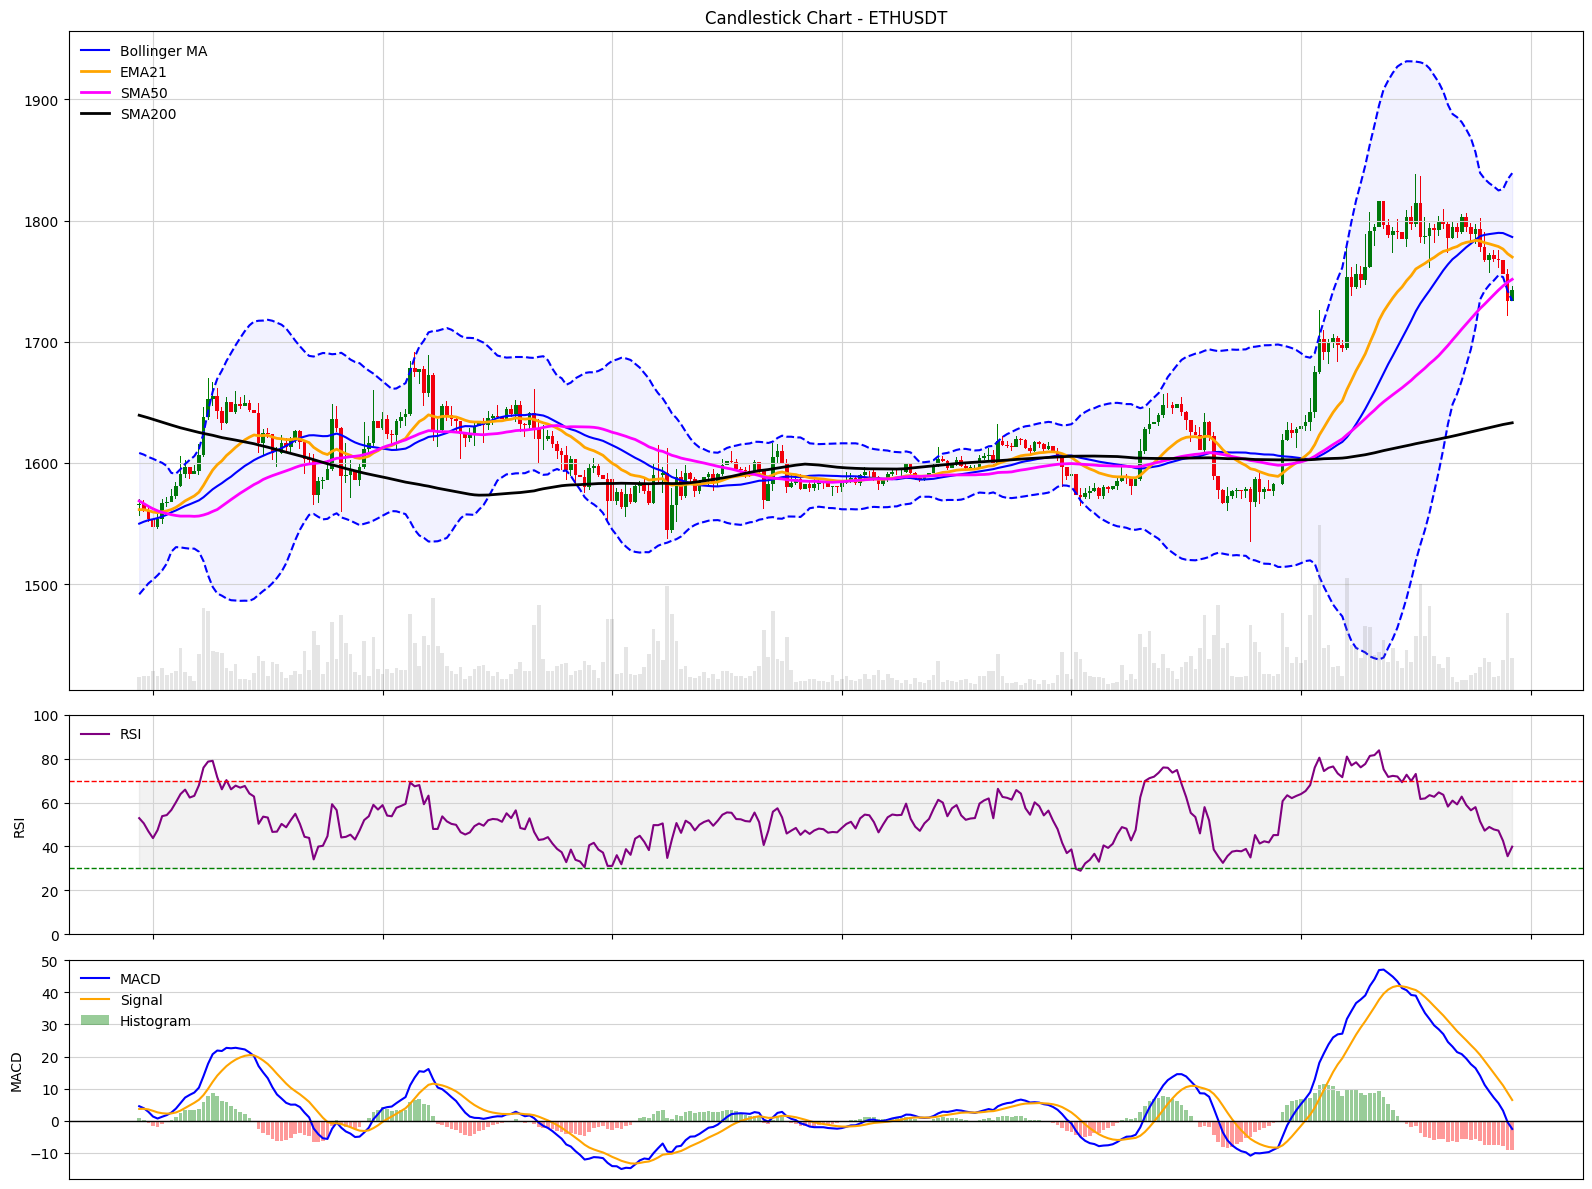 Candlestick Chart - ETHUSDT
Bollinger MA
EMA21
SMA50
SMA200
1900
1800
1700
1600
1500
RSI
100
80
60
40
20
0
RSI
MACD
Signal
Histogram
50
40
30
20
10
0
−10
MACD